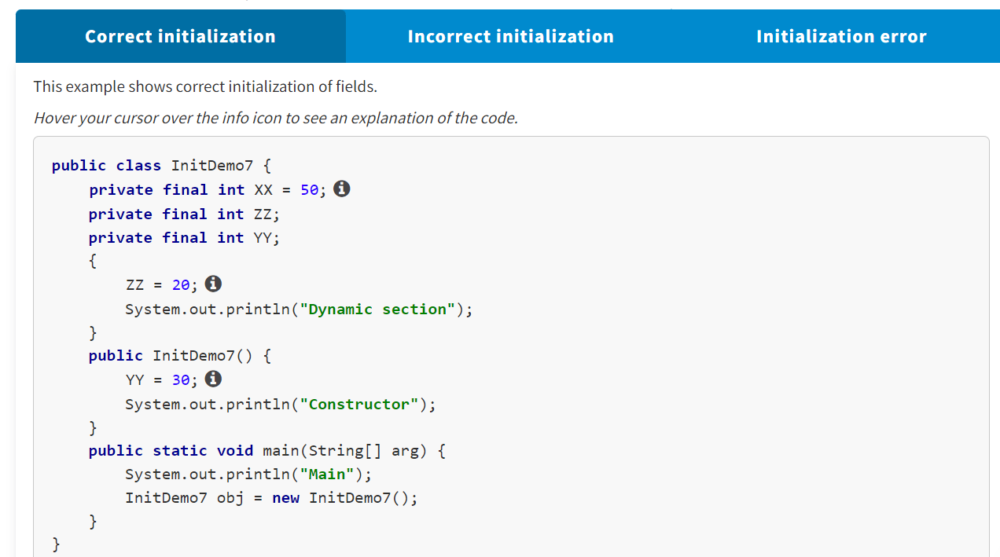 Correct initialization
Incorrect initialization
Initialization error
This example shows correct initialization of fields.
Hover your cursor over the info icon to see an explanation of the code.
public class InitDemo7 {
    private final int XX = 50;
    private final int ZZ;
    private final int YY;
    {
        ZZ = 20;
        System.out.println("Dynamic section");
    }
    public InitDemo7() {
        YY = 30;
        System.out.println("Constructor");
    }
    public static void main(String[] arg) {
        System.out.println("Main");
        InitDemo7 obj = new InitDemo7();
    }
}